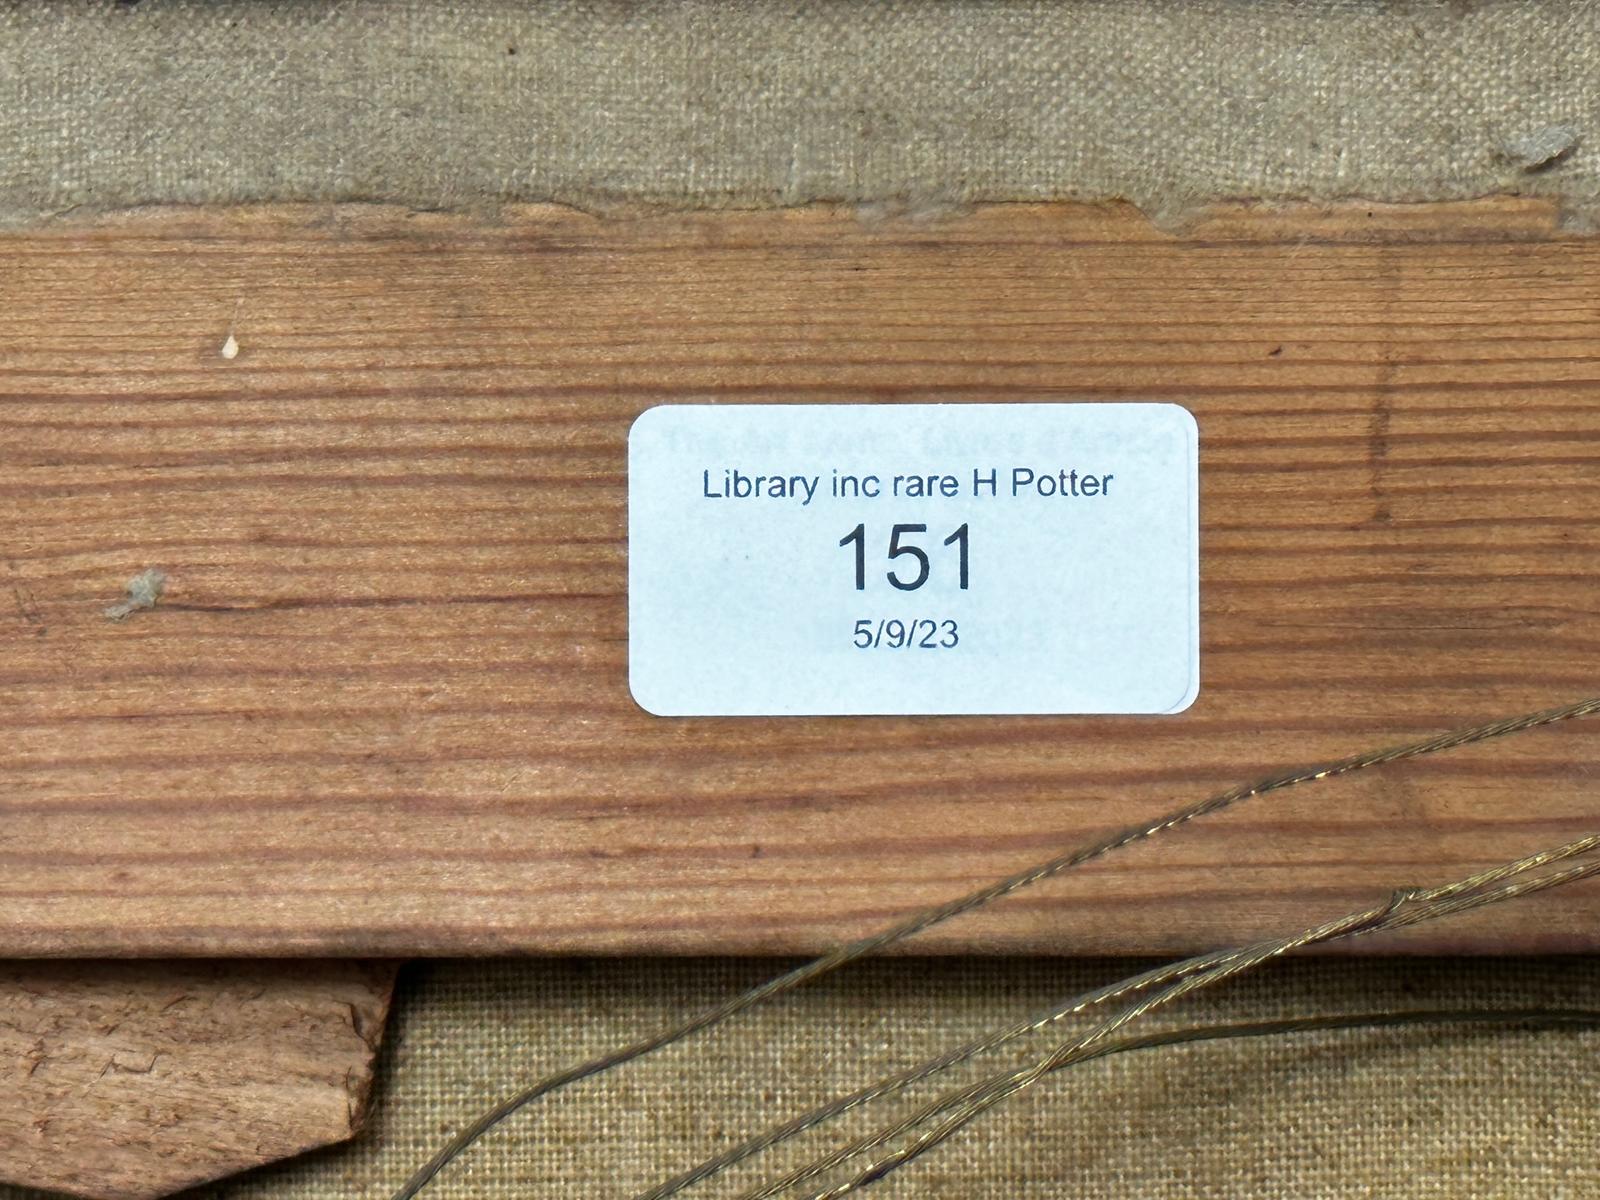 Library inc rare H Potter
151
5/9/23